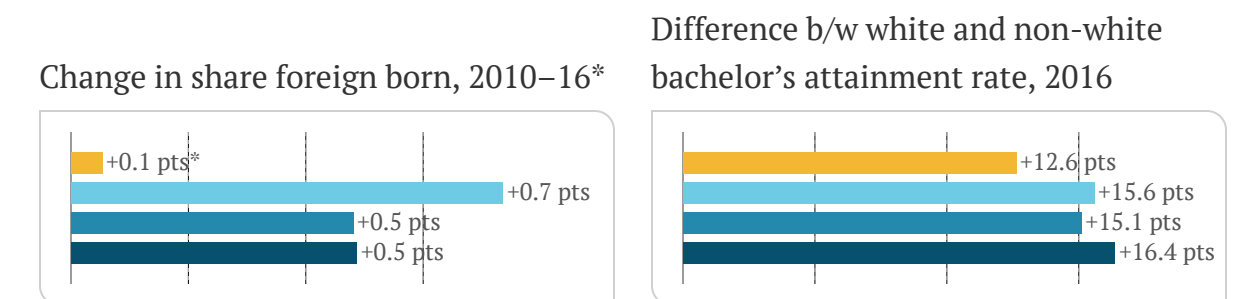 Change in share foreign born, 2010–16*
+0.1 pts*
+0.7 pts
+0.5 pts
+0.5 pts
Difference b/w white and non-white
bachelor’s attainment rate, 2016
+12.6 pts
+15.6 pts
+15.1 pts
+16.4 pts